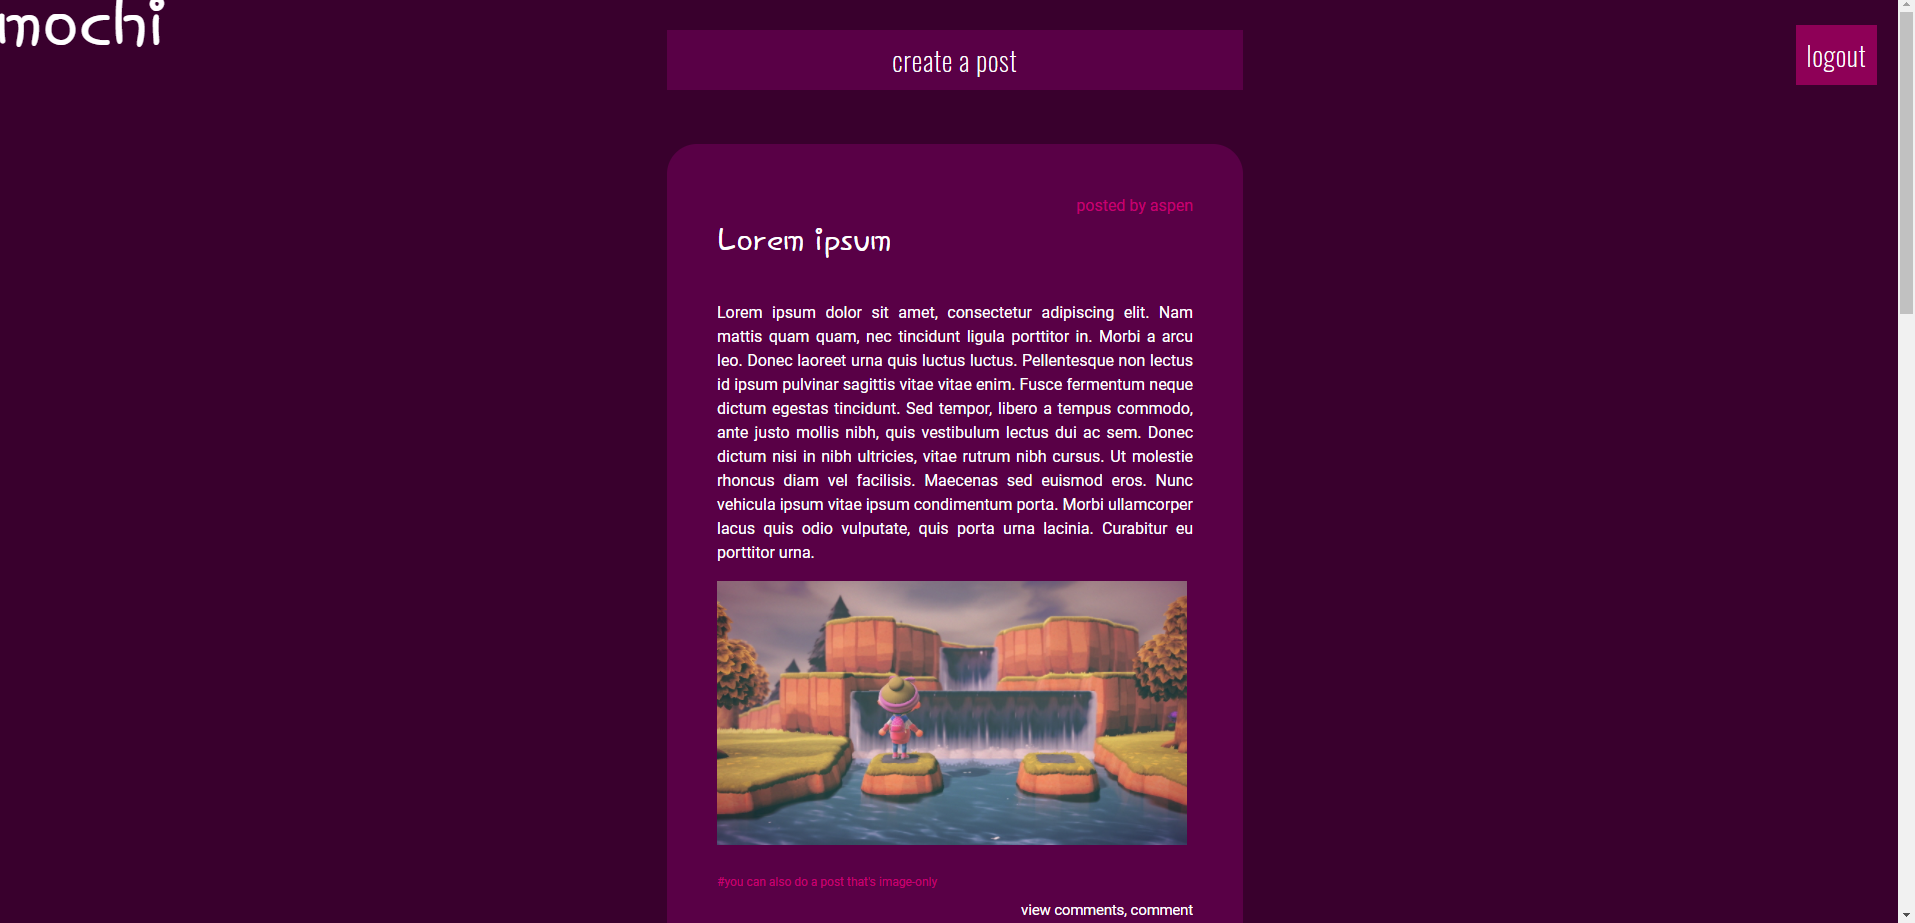 mochi
create a post
logout
posted by aspen
Lorem ipsum
Lorem ipsum dolor sit amet, consectetur adipiscing elit. Nam
mattis quam quam, nec tincidunt ligula porttitor in. Morbi a arcu
leo. Donec laoreet urna quis luctus luctus. Pellentesque non lectus
id ipsum pulvinar sagittis vitae vitae enim. Fusce fermentum neque
dictum egestas tincidunt. Sed tempor, libero a tempus commodo,
ante justo mollis nibh, quis vestibulum lectus dui ac sem. Donec
dictum nisi in nibh ultricies, vitae rutrum nibh cursus. Ut molestie
rhoncus diam vel facilisis. Maecenas sed euismod eros. Nunc
vehicula ipsum vitae ipsum condimentum porta. Morbi ullamcorper
lacus quis odio vulputate, quis porta urna lacinia. Curabitur eu
porttitor urna.
#you can also do a post that's image-only
view comments, comment